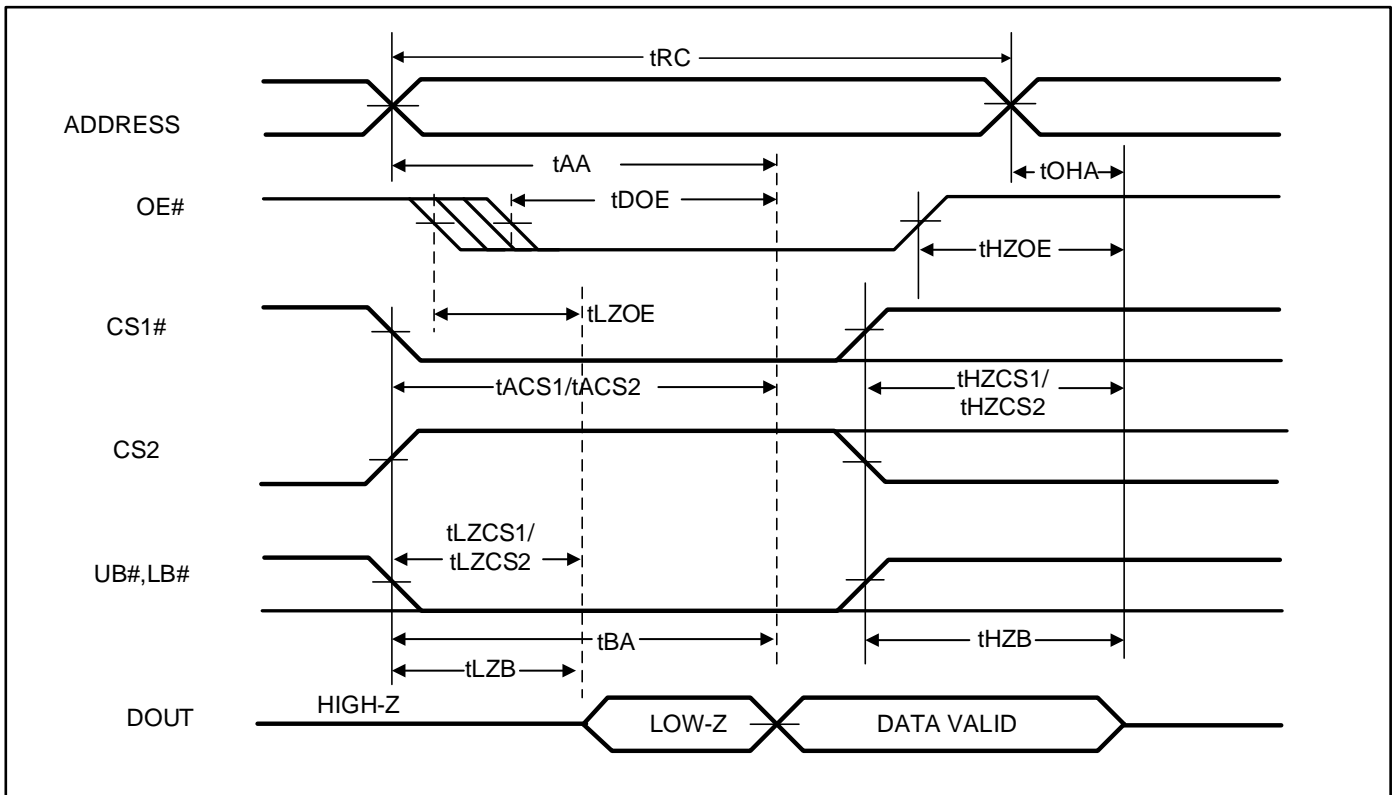 tRC
ADDRESS
tAA
tOHA
OE#
tDOE
tHZOE
CS1#
tLZOE
tACS1/tACS2
tHZCS1/
tHZCS2
CS2
tLZCS1/
tLZCS2
UB#,LB#
tBA
tHZB
tLZB
DOUT
HIGH-Z
LOW-Z
DATA VALID